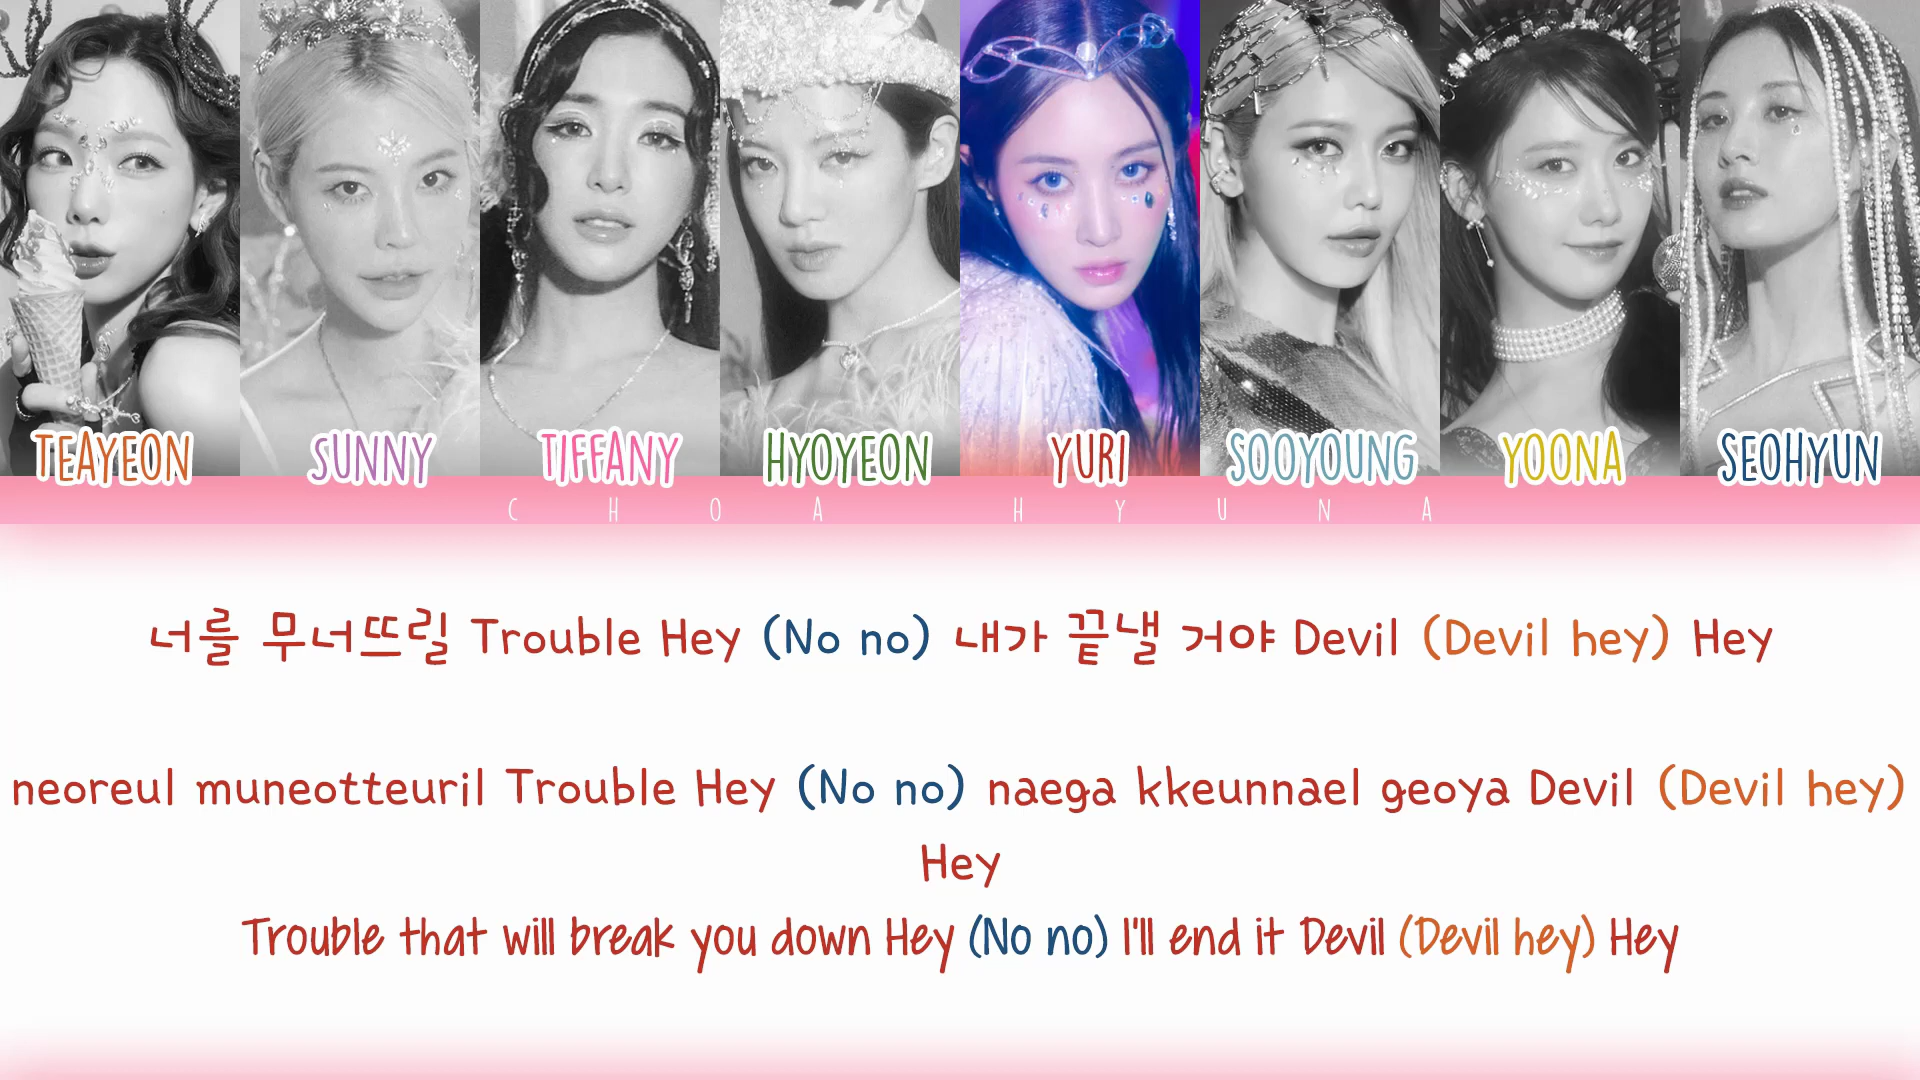 TEAYEON SUNNY TIFFANY HYOYEON YURI SOOYOUNG YOONA SEOHYUN
CHOA HYUNA
너를 무너뜨릴 Trouble Hey (No no) 내가 끝낼 거야 Devil (Devil hey) Hey
neoreul muneotteuril Trouble Hey (No no) naega kkeunnael geoya Devil (Devil hey)
Hey
Trouble that will break you down Hey (No no) I'll end it Devil (Devil hey) Hey